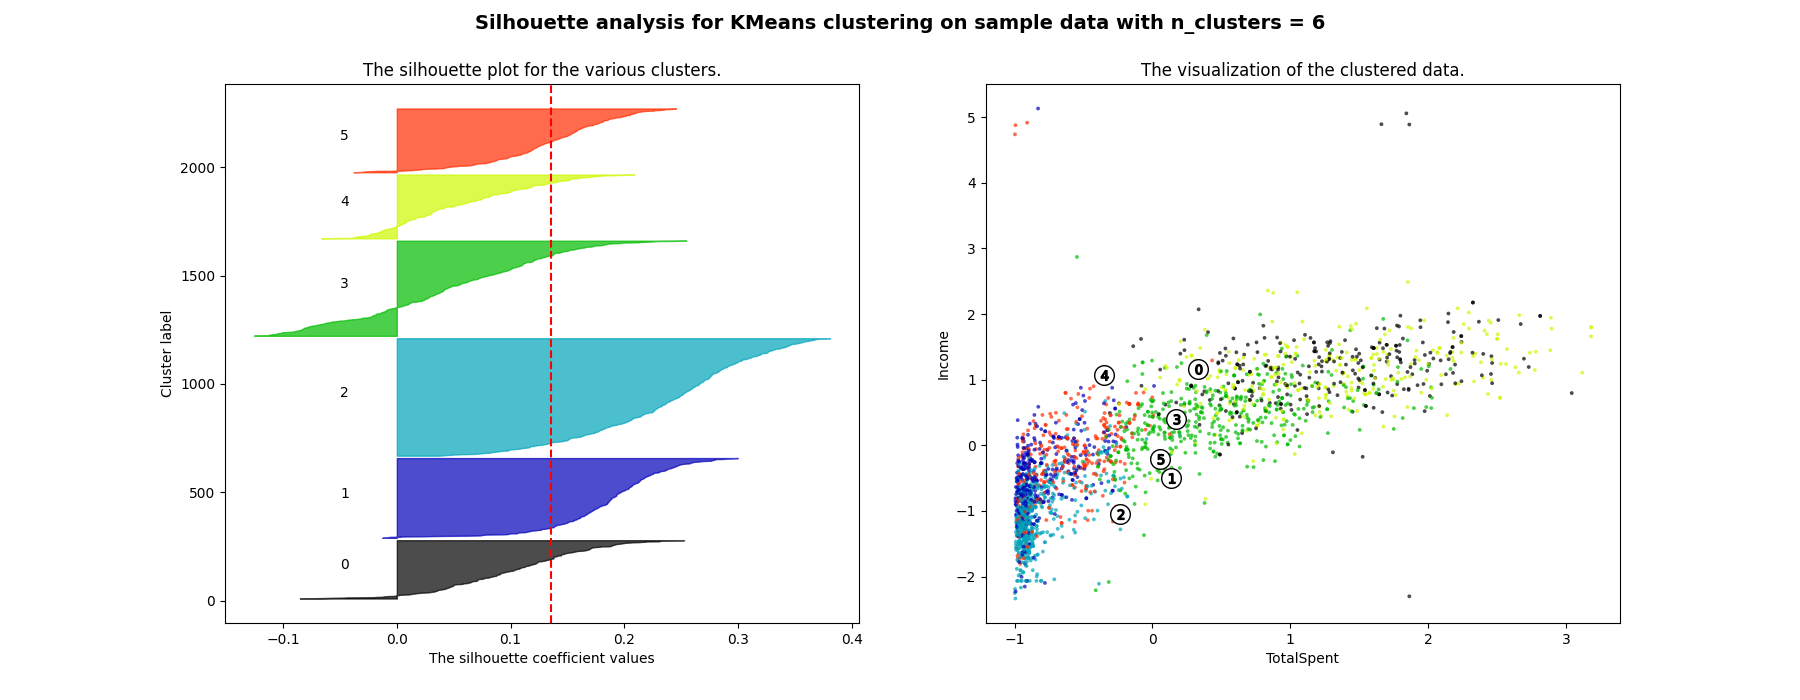 Silhouette analysis for KMeans clustering on sample data with n_clusters = 6
The silhouette plot for the various clusters.
Cluster label
2000
1500
1000
500
0
5
4
3
2
1
0
−0.1 0.0 0.1 0.2 0.3 0.4
The silhouette coefficient values
The visualization of the clustered data.
Income
5
4
3
2
1
0
−1
−2
4
0
3
5
1
2
−1 0 1 2 3
TotalSpent